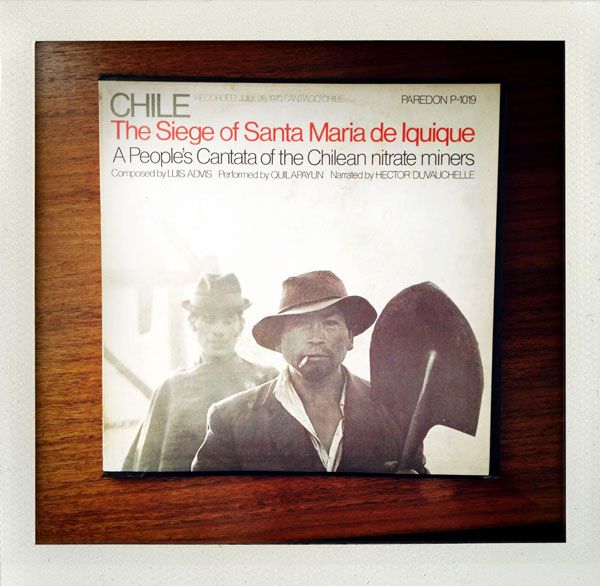 CHILE RECORDED JULY 26, 1970, SANTIAGO, CHILE PAREDON P-1019
The Siege of Santa Maria de Iquique
A People's Cantata of the Chilean nitrate miners
Composed by LUIS ADVIS Performed by QUILAPAYUN Narrated by HECTOR DUVAUCHELLE